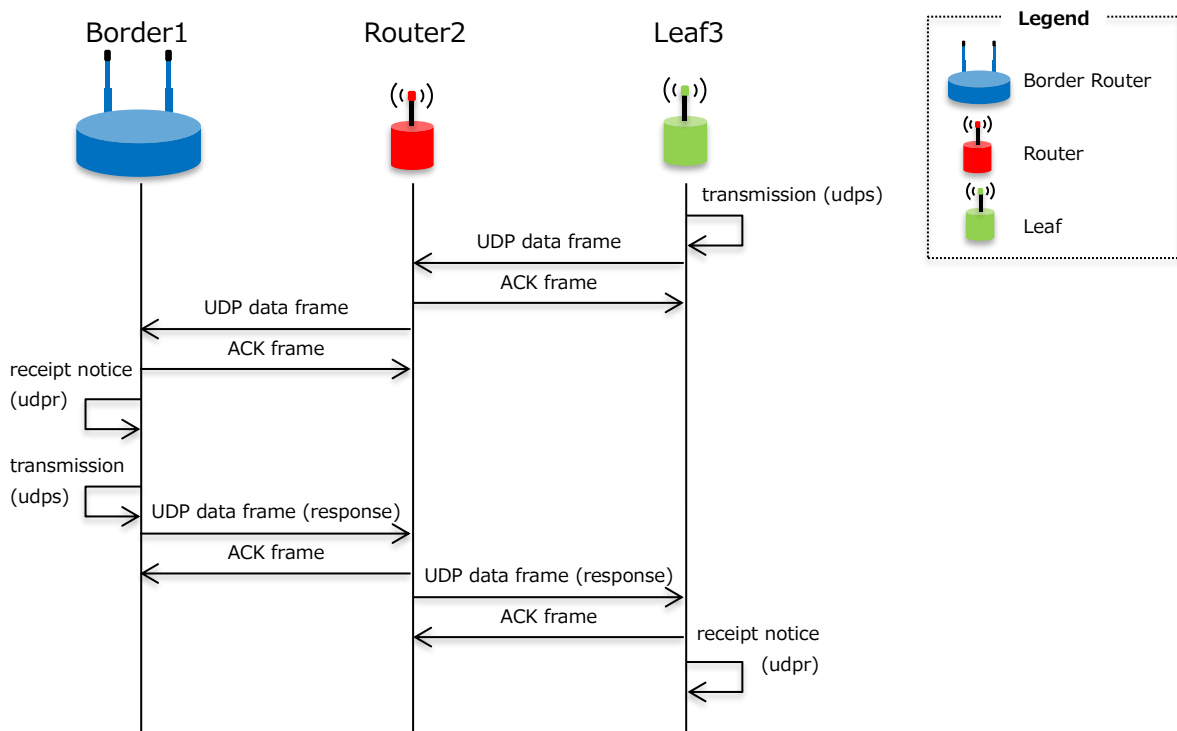 Border1
Router2
Leaf3
Legend
Border Router
Router
Leaf
transmission (udps)
UDP data frame
ACK frame
UDP data frame
ACK frame
receipt notice
(udpr)
transmission
(udps)
UDP data frame (response)
ACK frame
UDP data frame (response)
ACK frame
receipt notice
(udpr)